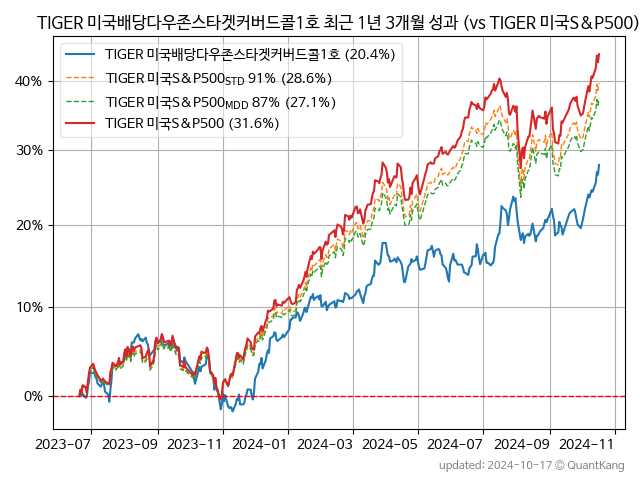 TIGER 미국배당다우존스타겟커버드콜1호 최근 1년 3개월 성과 (vs TIGER 미국S&P500)
TIGER 미국배당다우존스타겟커버드콜1호 (20.4%)
TIGER 미국S&P500STD 91% (28.6%)
TIGER 미국S&P500MDD 87% (27.1%)
TIGER 미국S&P500 (31.6%)
40%
30%
20%
10%
0%
2023-07 2023-09 2023-11 2024-01 2024-03 2024-05 2024-07 2024-09 2024-11
updated: 2024-10-17 © QuantKang